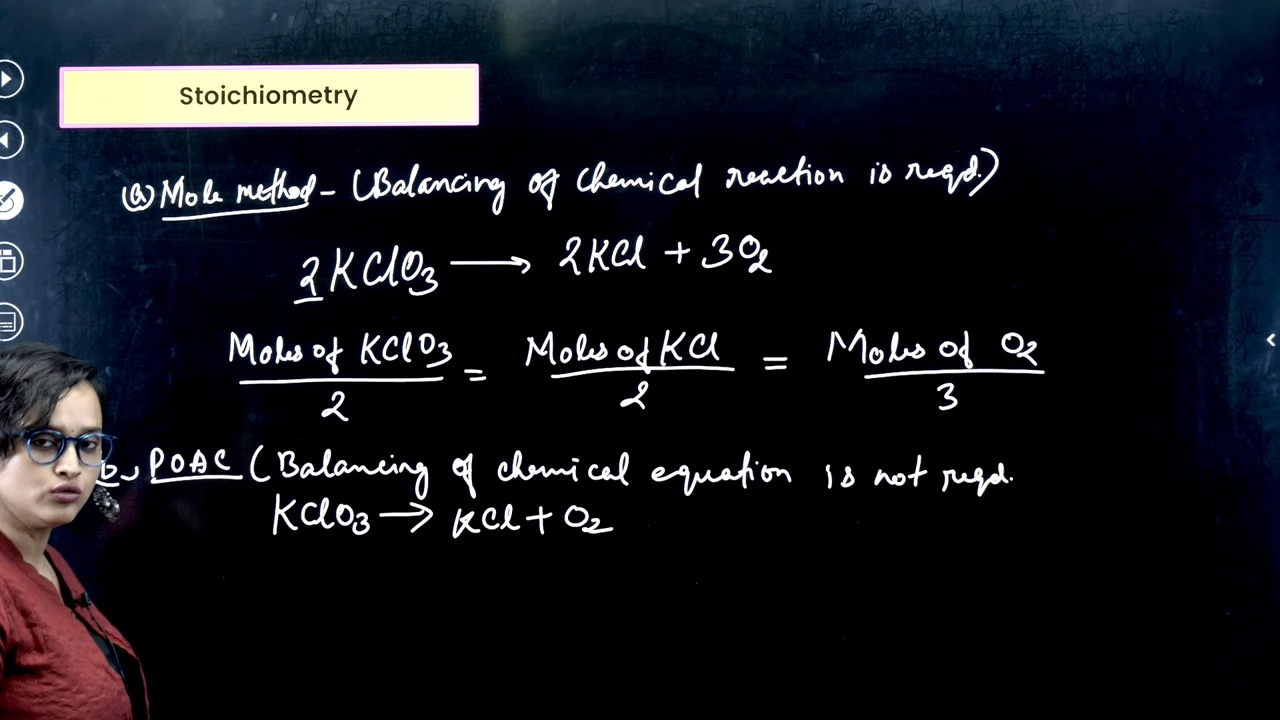 Stoichiometry
(a) Mole method - (Balancing of chemical reaction is reqd.)
2KClO3 → 2KCl + 3O2
Moles of KClO3/2 = Moles of KCl/2 = Moles of O2/3
POAC (Balancing of chemical equation is not reqd.
KClO3 → KCl + O2